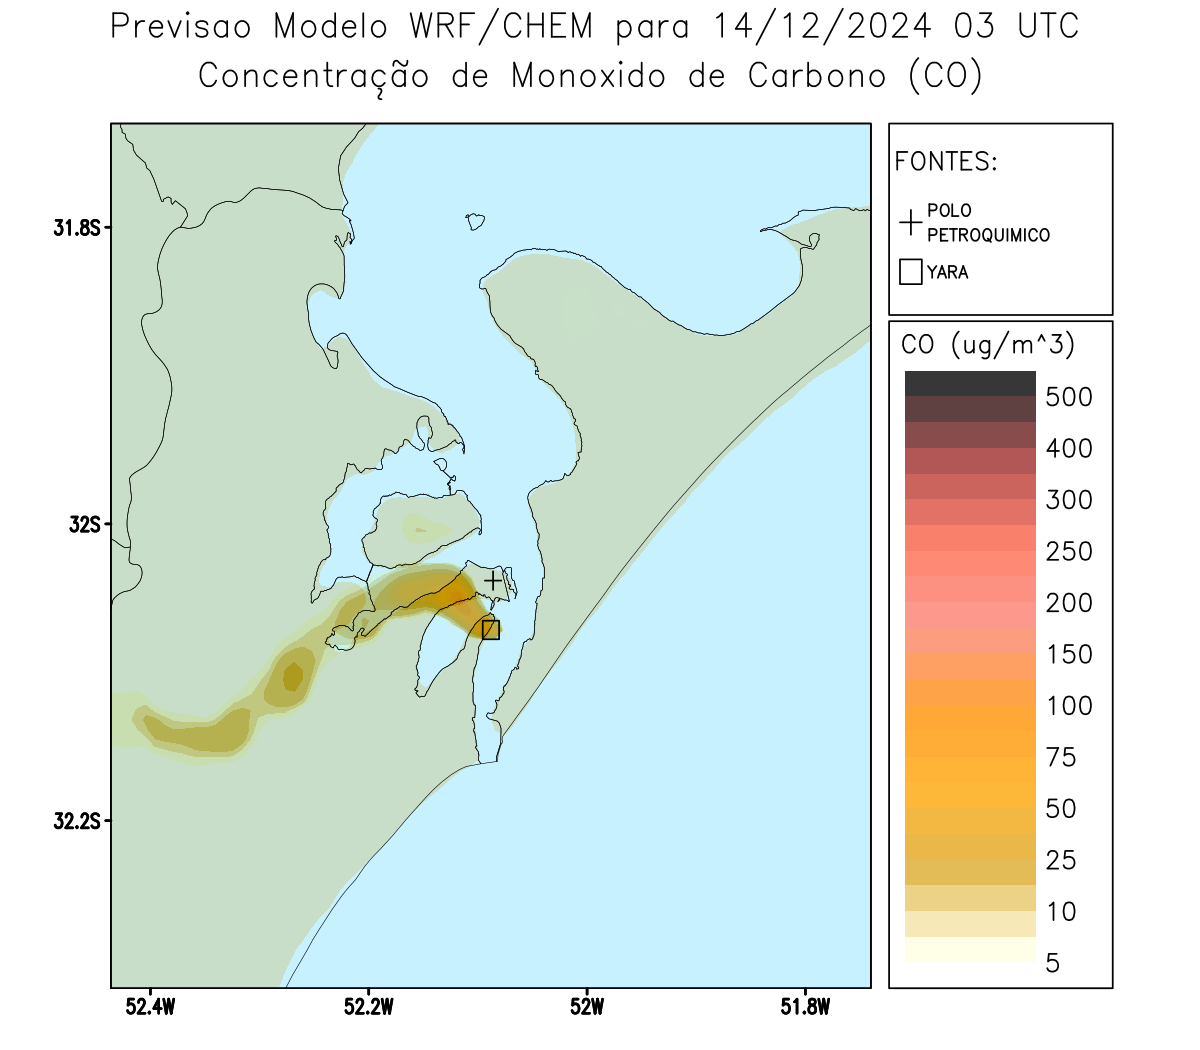 Previsao Modelo WRF/CHEM para 14/12/2024 03 UTC
Concentração de Monoxido de Carbono (CO)
FONTES:
POLO
PETROQUIMICO
YARA
CO (ug/m^3)
500
400
300
250
200
150
100
75
50
25
10
5
31.8S
32S
32.2S
52.4W
52.2W
52W
51.8W